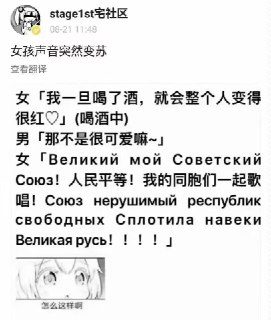 stage1st宅社区
08-21 11:48
女孩声音突然变苏
查看翻译
女「我一旦喝了酒，就会整个人变得
很红♡」(喝酒中)
男「那不是很可爱嘛~」
女「Великий мой Советский
Союз！人民平等！我的同胞们一起歌
唱！Союз нерушимый республик
свободных Сплотила навеки
Великая русь！！！！」
怎么这样啊